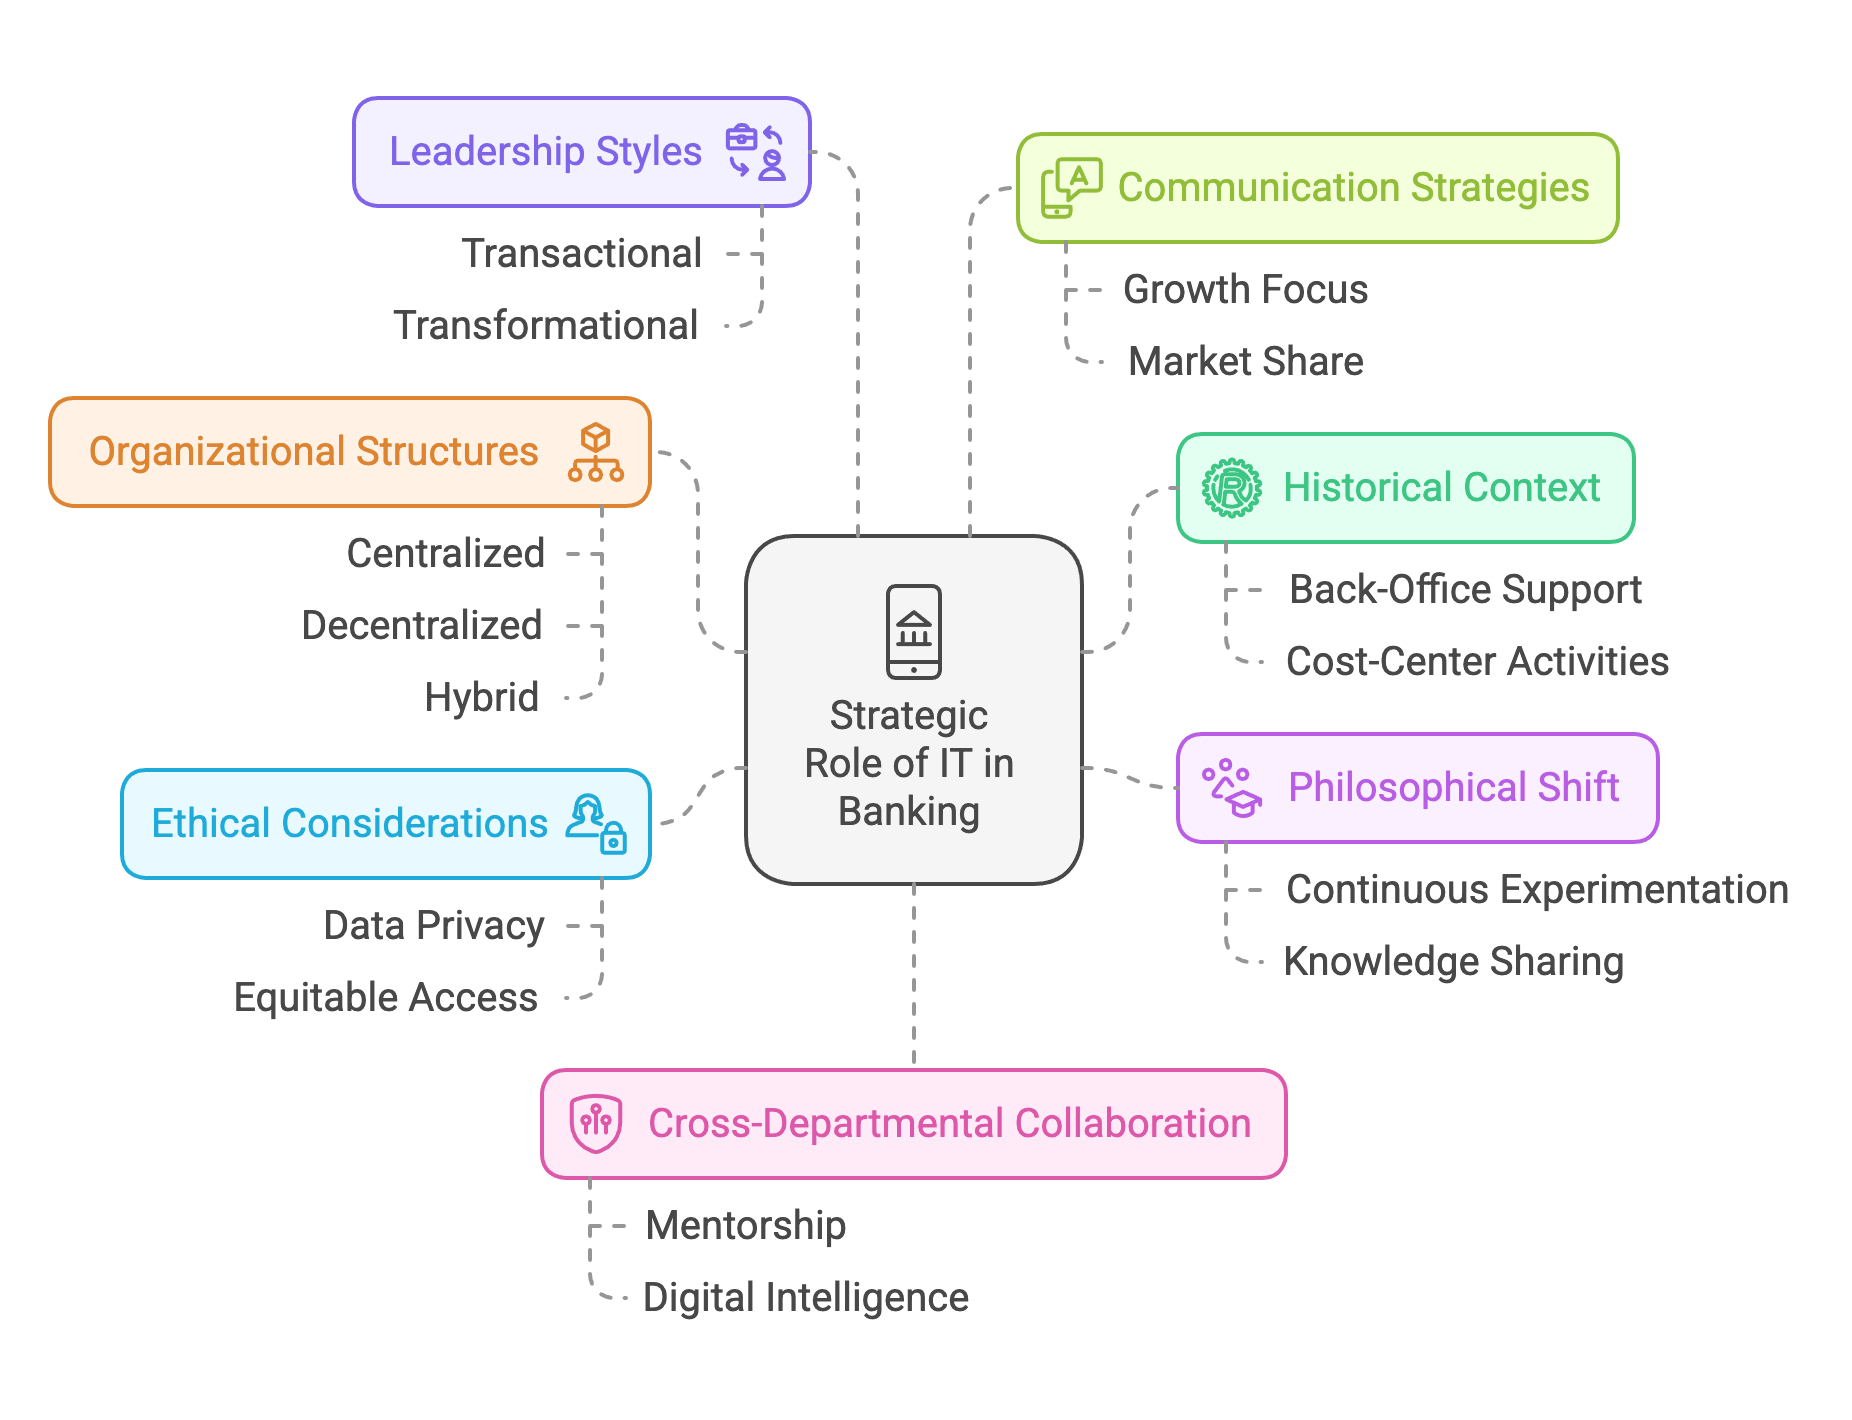 Leadership Styles
Transactional
Transformational
Communication Strategies
Growth Focus
Market Share
Organizational Structures
Centralized
Decentralized
Hybrid
Historical Context
Back-Office Support
Cost-Center Activities
Strategic
Role of IT in
Banking
Ethical Considerations
Data Privacy
Equitable Access
Philosophical Shift
Continuous Experimentation
Knowledge Sharing
Cross-Departmental Collaboration
Mentorship
Digital Intelligence